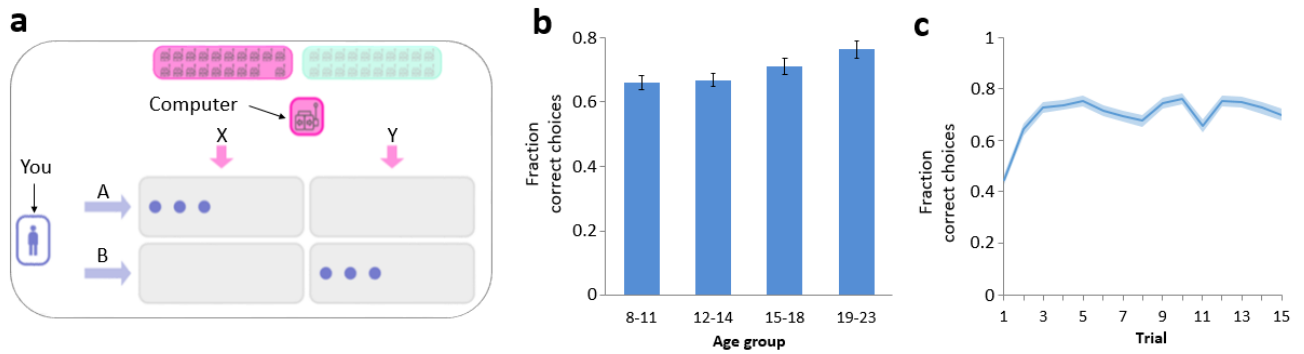 a
Computer
X
Y
You
A
B
b
0.8
0.6
0.4
0.2
0
Fraction
correct choices
8-11
12-14
15-18
19-23
Age group
c
1
0.8
0.6
0.4
0.2
0
Fraction
correct choices
1
3
5
7
9
11
13
15
Trial